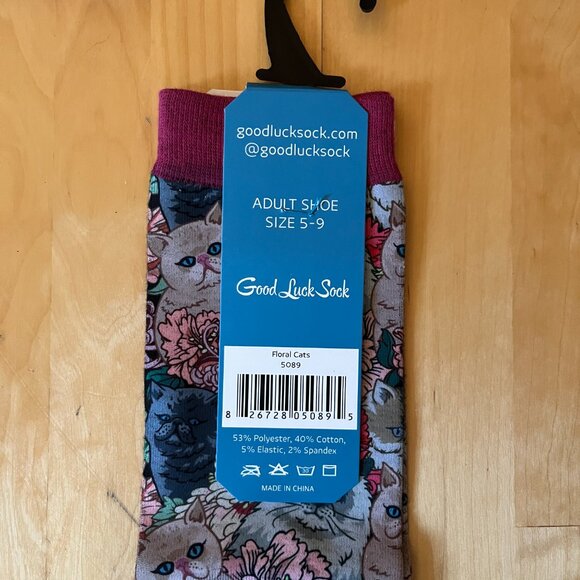 goodlucksock.com
@goodlucksock
ADULT SHOE
SIZE 5-9
Good Luck Sock
Floral Cats
5089
8 26728 05089 5
53% Polyester, 40% Cotton,
5% Elastic, 2% Spandex
MADE IN CHINA